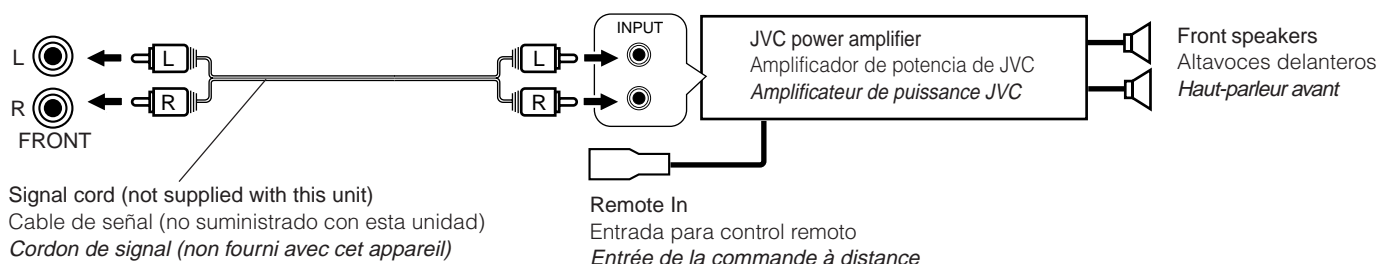 L
R
FRONT
L
R
L
R
INPUT
JVC power amplifier
Amplificador de potencia de JVC
Amplificateur de puissance JVC
Front speakers
Altavoces delanteros
Haut-parleur avant
Signal cord (not supplied with this unit)
Cable de señal (no suministrado con esta unidad)
Cordon de signal (non fourni avec cet appareil)
Remote In
Entrada para control remoto
Entrée de la commande à distance